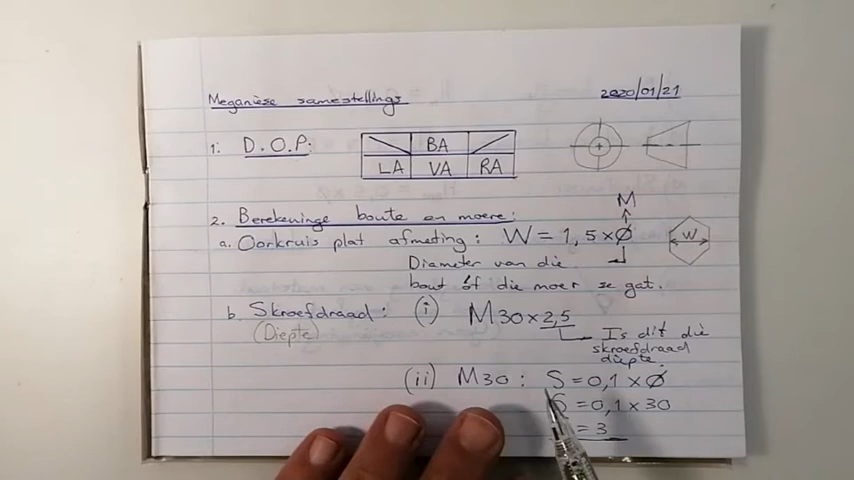 Meganiese samestellings
2020/01/21
1: D.O.P:
BA
LA VA RA
2. Berekeninge boute en moere:
M
a. Oorkruis plat afmeting: W = 1,5 x Ø
W
Diameter van die
bout óf die moer se gat.
b. Skroefdraad: (i) M30 x 2,5
(Diepte)
Is dit die
skroefdraad
diepte.
(ii) M30: S = 0,1 x Ø
S = 0,1 x 30
= 3